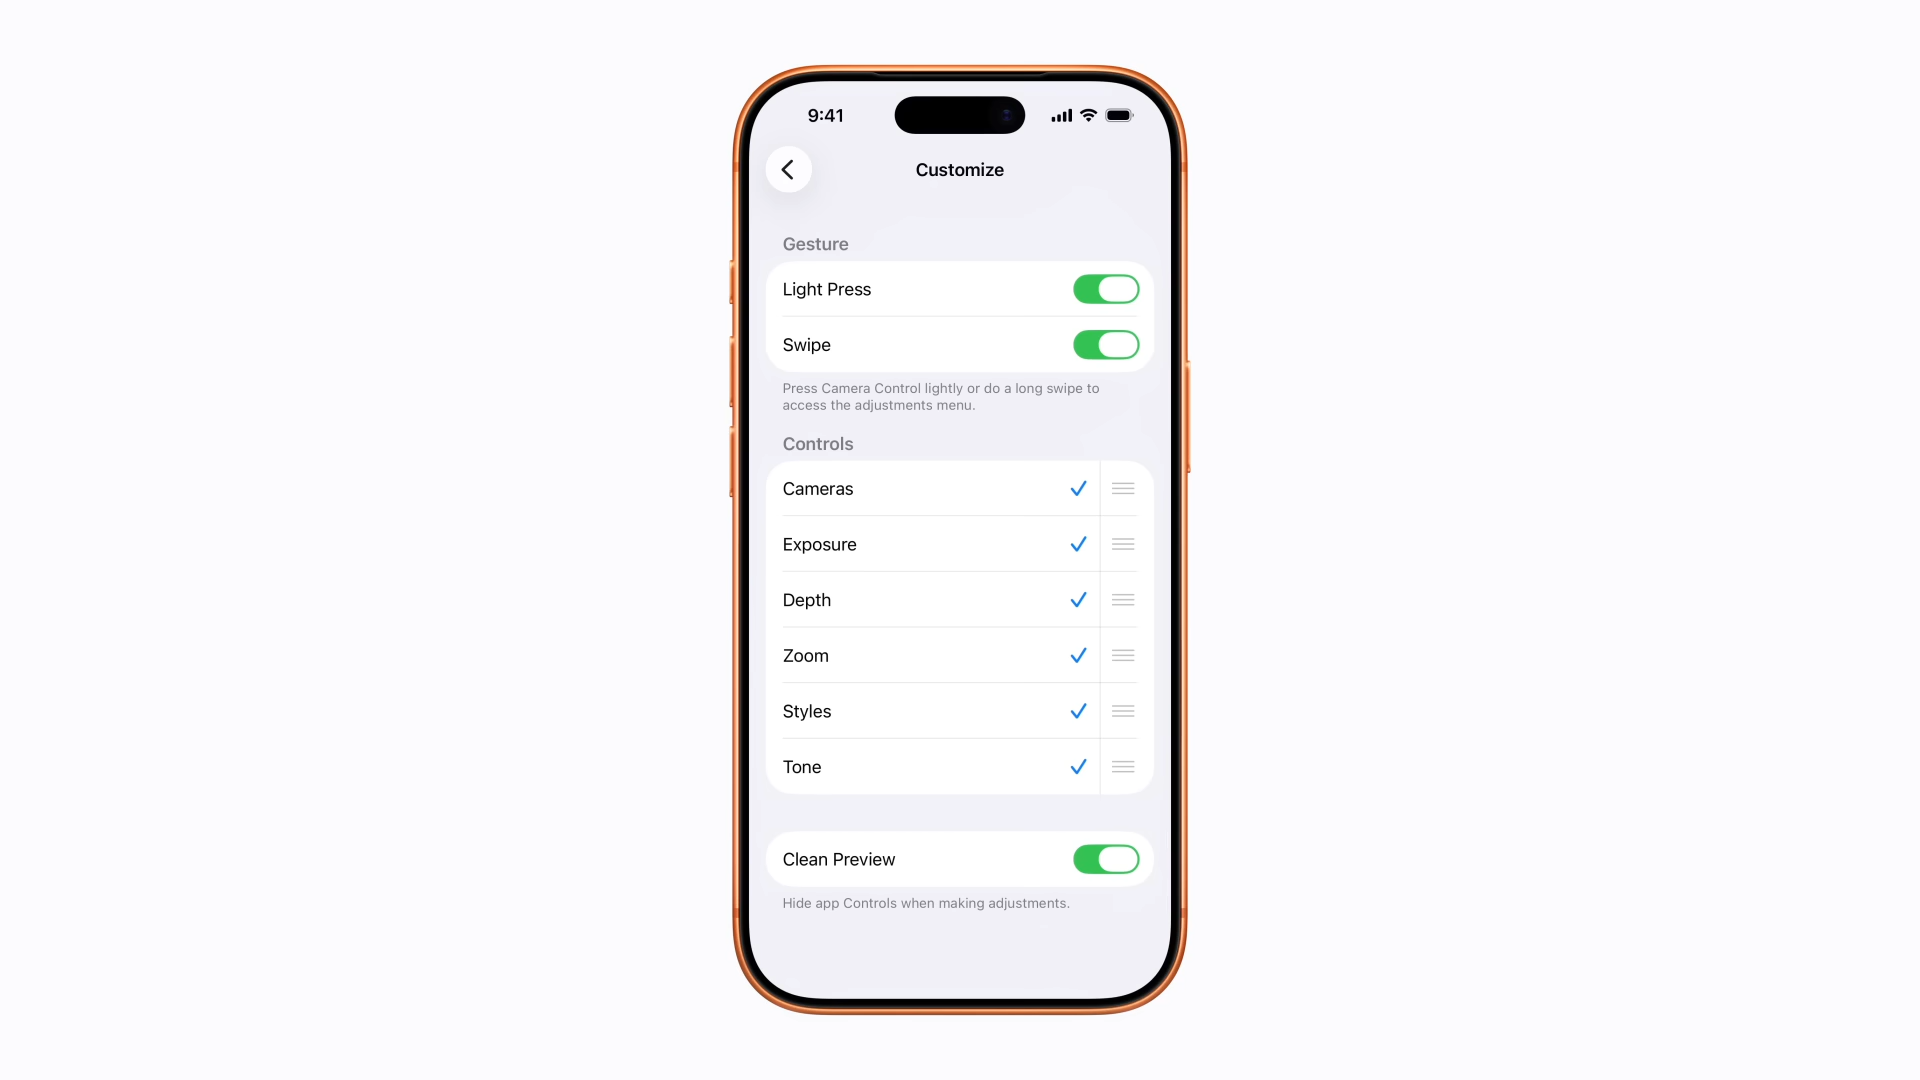 9:41
Customize
Gesture
Light Press
Swipe
Press Camera Control lightly or do a long swipe to
access the adjustments menu.
Controls
Cameras
Exposure
Depth
Zoom
Styles
Tone
Clean Preview
Hide app Controls when making adjustments.